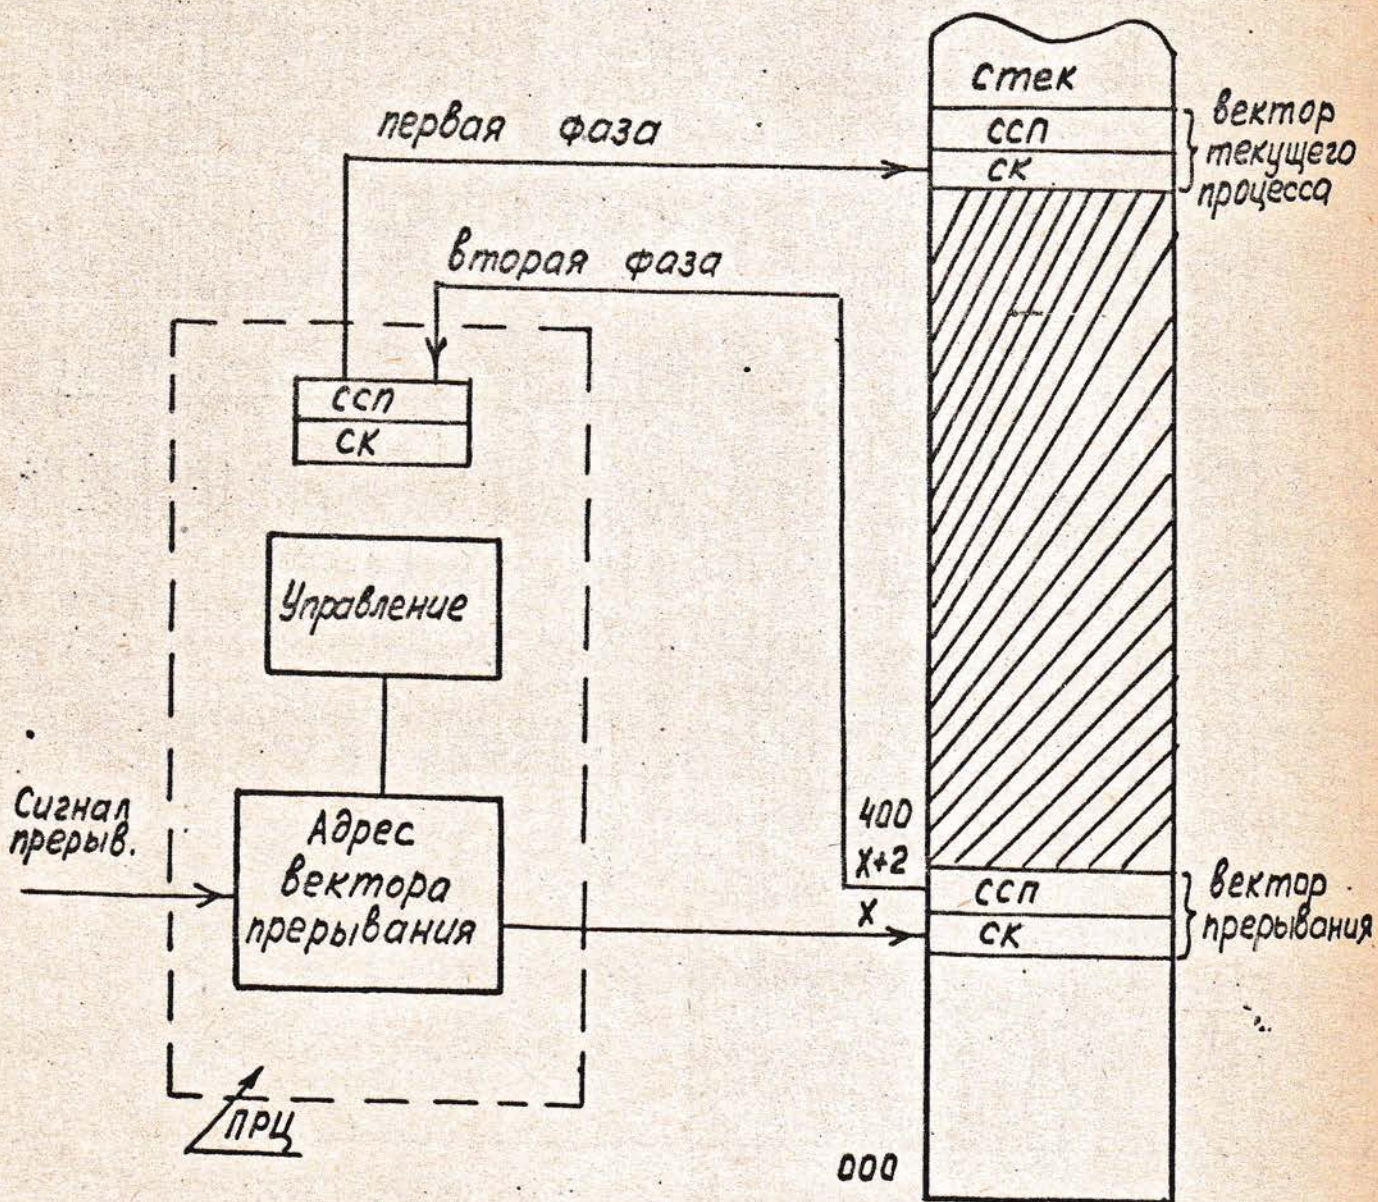 стек
ссп
ск
вектор
текущего
процесса
первая фаза
вторая фаза
ссп
ск
Управление
Сигнал
прерыв.
Адрес
вектора
прерывания
400
X+2
X
ссп
ск
вектор
прерывания
ПРЦ
000